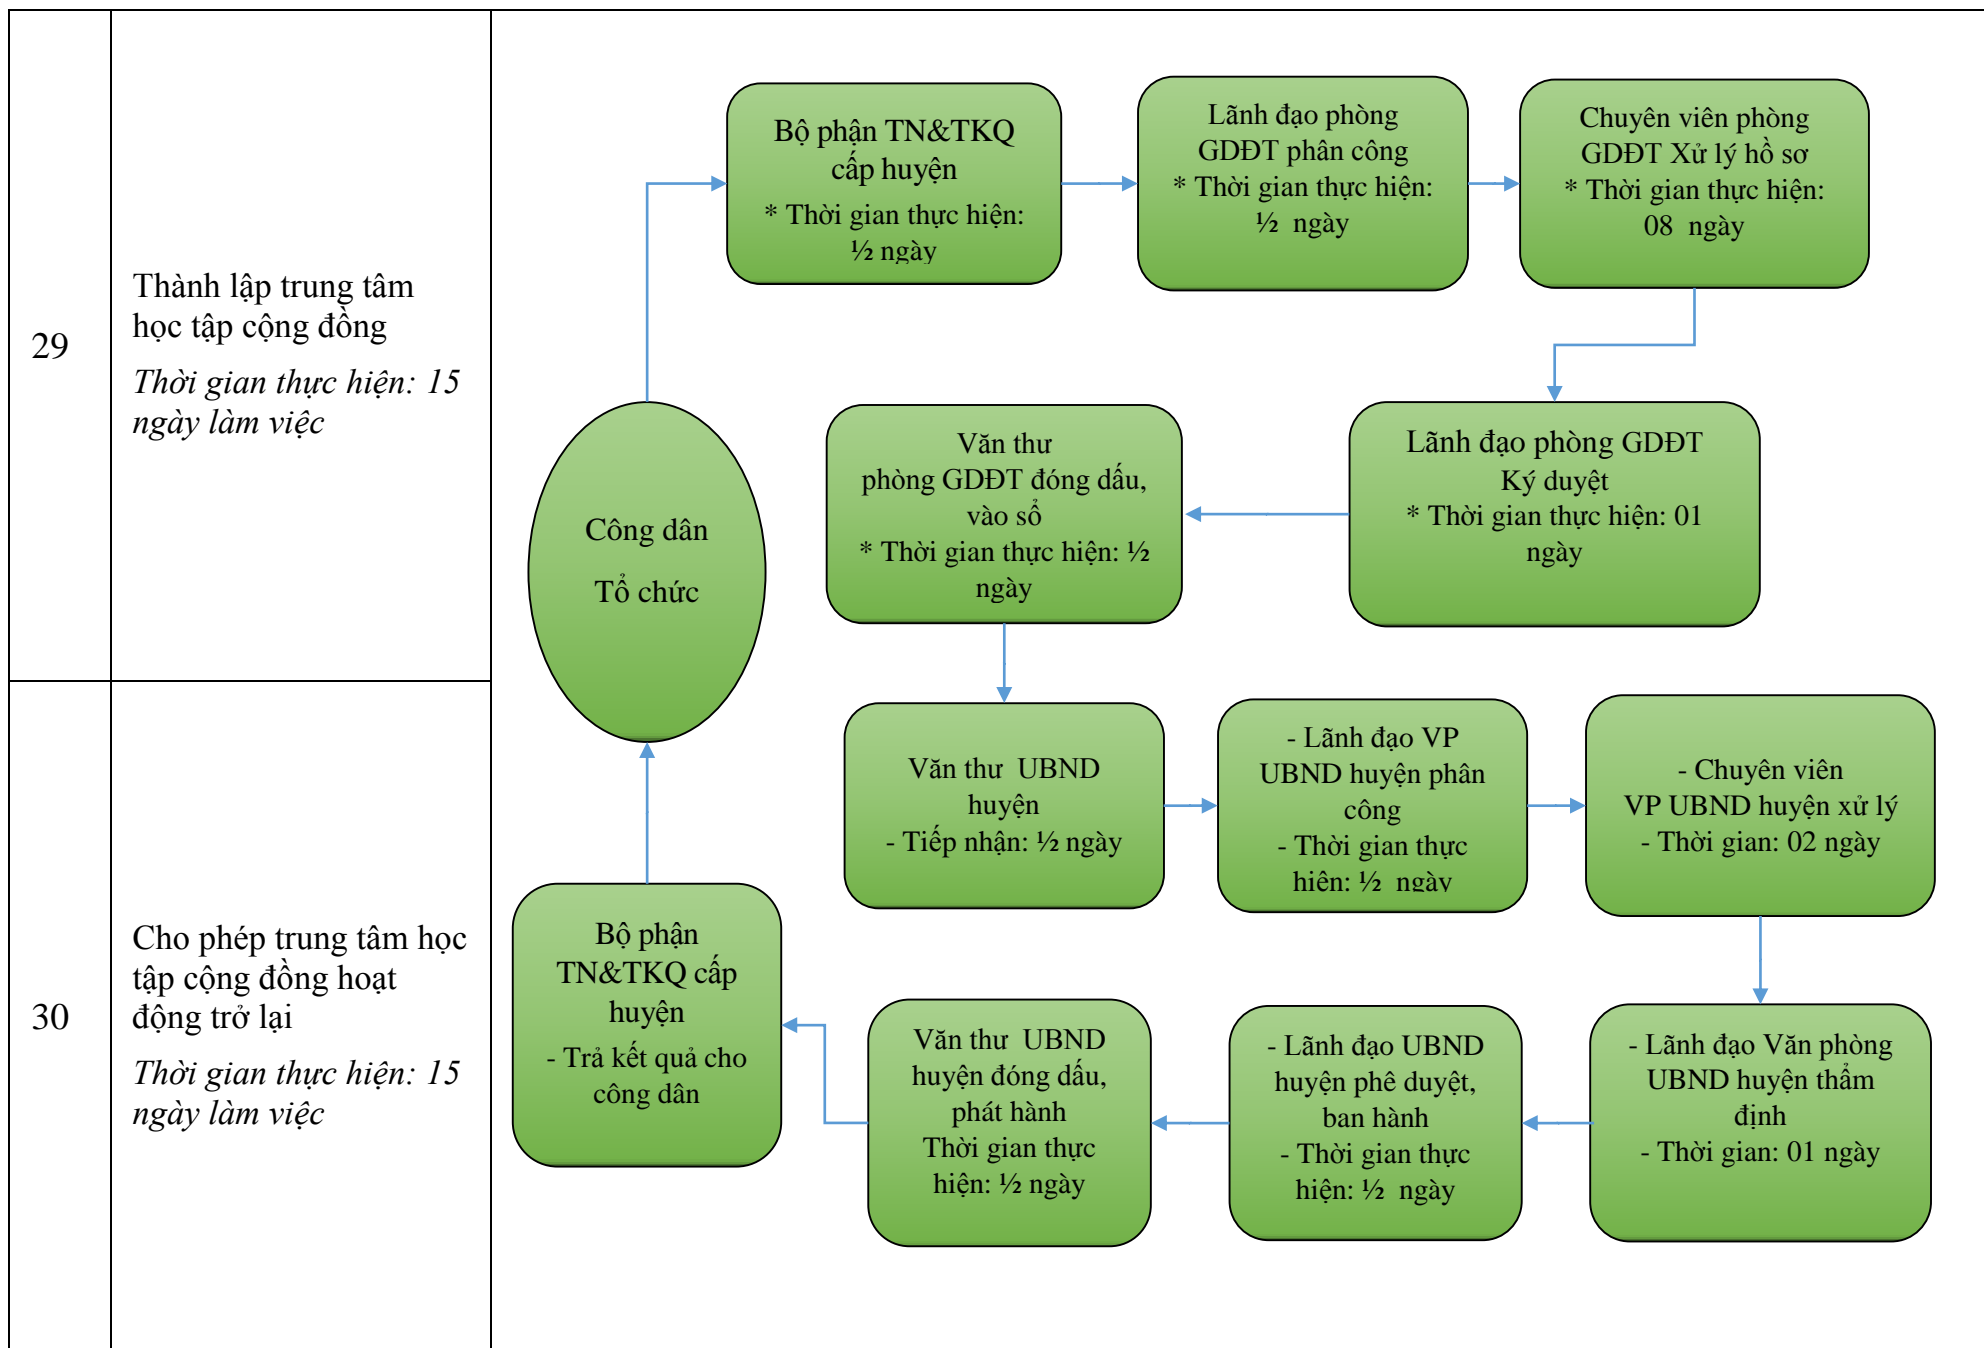 29
Thành lập trung tâm
học tập cộng đồng
Thời gian thực hiện: 15
ngày làm việc
30
Cho phép trung tâm học
tập cộng đồng hoạt
động trở lại
Thời gian thực hiện: 15
ngày làm việc
Công dân
Tổ chức
Bộ phận TN&TKQ
cấp huyện
* Thời gian thực hiện:
½ ngày
Lãnh đạo phòng
GDĐT phân công
* Thời gian thực hiện:
½ ngày
Chuyên viên phòng
GDĐT Xử lý hồ sơ
* Thời gian thực hiện:
08 ngày
Lãnh đạo phòng GDĐT
Ký duyệt
* Thời gian thực hiện: 01
ngày
Văn thư
phòng GDĐT đóng dấu,
vào sổ
* Thời gian thực hiện: ½
ngày
Văn thư UBND
huyện
- Tiếp nhận: ½ ngày
- Lãnh đạo VP
UBND huyện phân
công
- Thời gian thực
hiện: ½ ngày
- Chuyên viên
VP UBND huyện xử lý
- Thời gian: 02 ngày
- Lãnh đạo Văn phòng
UBND huyện thẩm
định
- Thời gian: 01 ngày
- Lãnh đạo UBND
huyện phê duyệt,
ban hành
- Thời gian thực
hiện: ½ ngày
Văn thư UBND
huyện đóng dấu,
phát hành
Thời gian thực
hiện: ½ ngày
Bộ phận
TN&TKQ cấp
huyện
- Trả kết quả cho
công dân